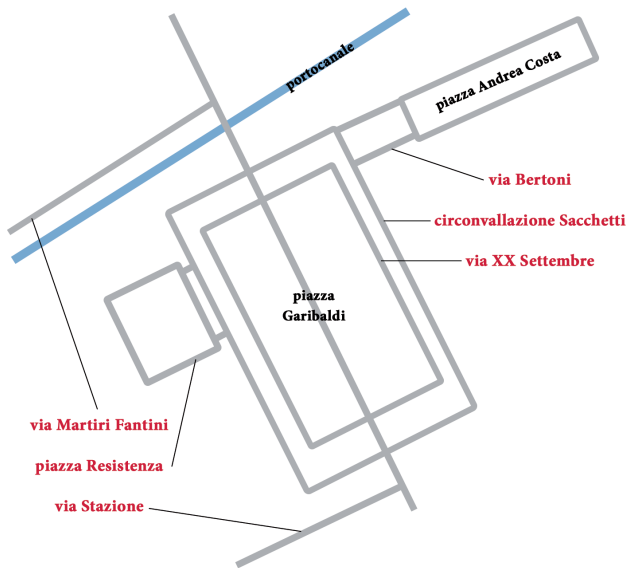 portocanale
piazza Andrea Costa
via Bertoni
circonvallazione Sacchetti
via XX Settembre
piazza
Garibaldi
via Martiri Fantini
piazza Resistenza
via Stazione